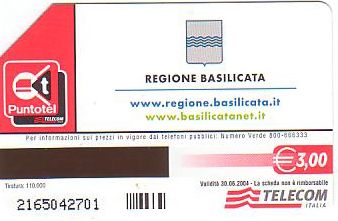 REGIONE BASILICATA
t
Puntotel
www.regione.basilicata.it
www.basilicatanet.it
Per informazioni sui prezzi in vigore dai telefoni pubblici: Numero Verde 800-666333
€3,00
Tiratura: 110.000
Validità 30.06.2004 - La scheda non è rimborsabile
2165042701
TELECOM
ITALIA